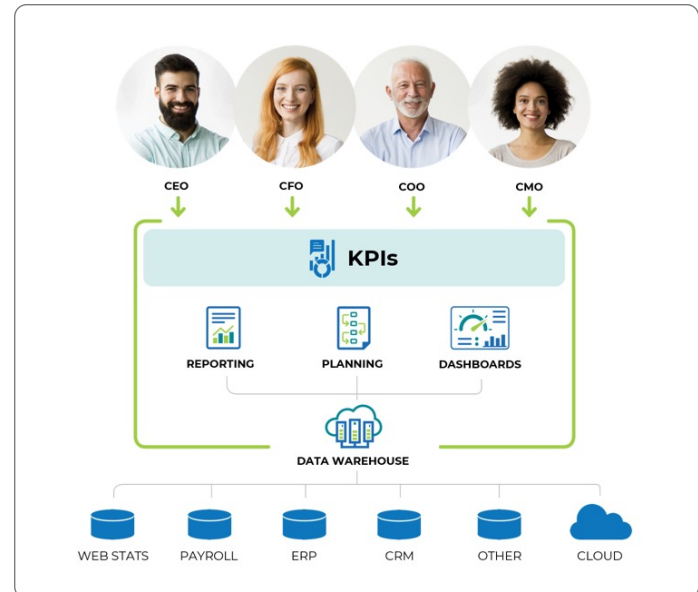 CEO
CFO
COO
CMO
KPIs
REPORTING
PLANNING
DASHBOARDS
DATA WAREHOUSE
WEB STATS
PAYROLL
ERP
CRM
OTHER
CLOUD